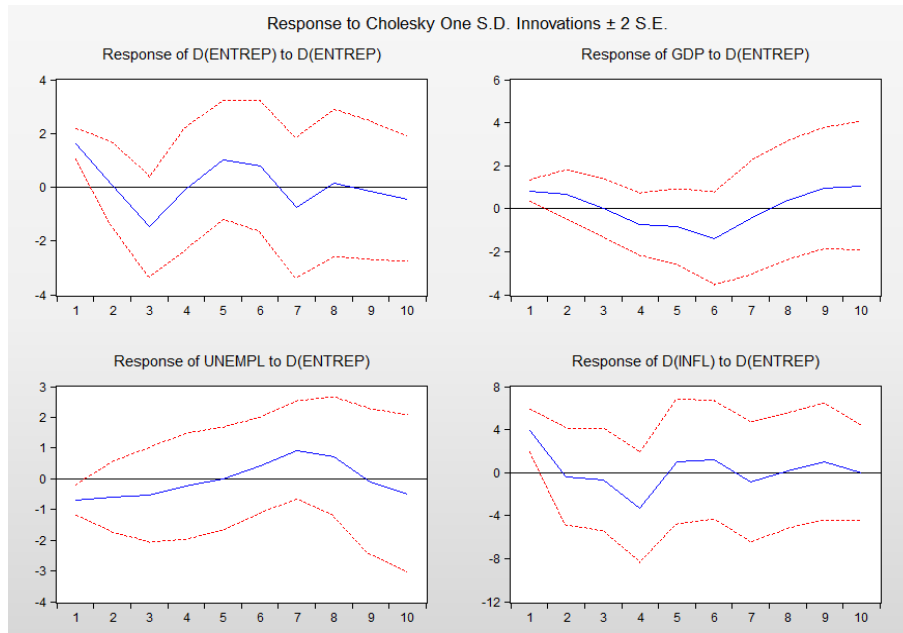 Response to Cholesky One S.D. Innovations ± 2 S.E.
Response of D(ENTREP) to D(ENTREP)
4
2
0
-2
-4
1 2 3 4 5 6 7 8 9 10
Response of GDP to D(ENTREP)
6
4
2
0
-2
-4
1 2 3 4 5 6 7 8 9 10
Response of UNEMPL to D(ENTREP)
3
2
1
0
-1
-2
-3
-4
1 2 3 4 5 6 7 8 9 10
Response of D(INFL) to D(ENTREP)
8
4
0
-4
-8
-12
1 2 3 4 5 6 7 8 9 10